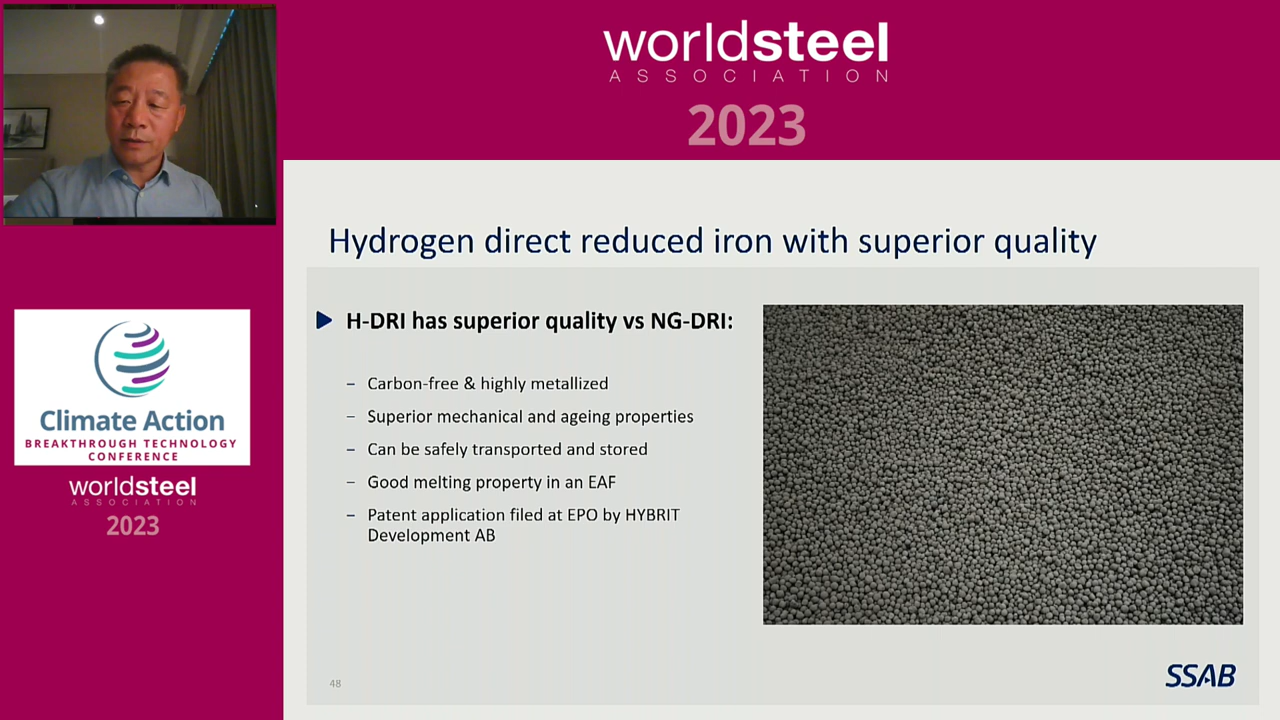 worldsteel
ASSOCIATION
2023
Hydrogen direct reduced iron with superior quality
H-DRI has superior quality vs NG-DRI:
– Carbon-free & highly metallized
– Superior mechanical and ageing properties
– Can be safely transported and stored
– Good melting property in an EAF
– Patent application filed at EPO by HYBRIT
Development AB
48
SSAB
Climate Action
BREAKTHROUGH TECHNOLOGY
CONFERENCE
worldsteel
ASSOCIATION
2023